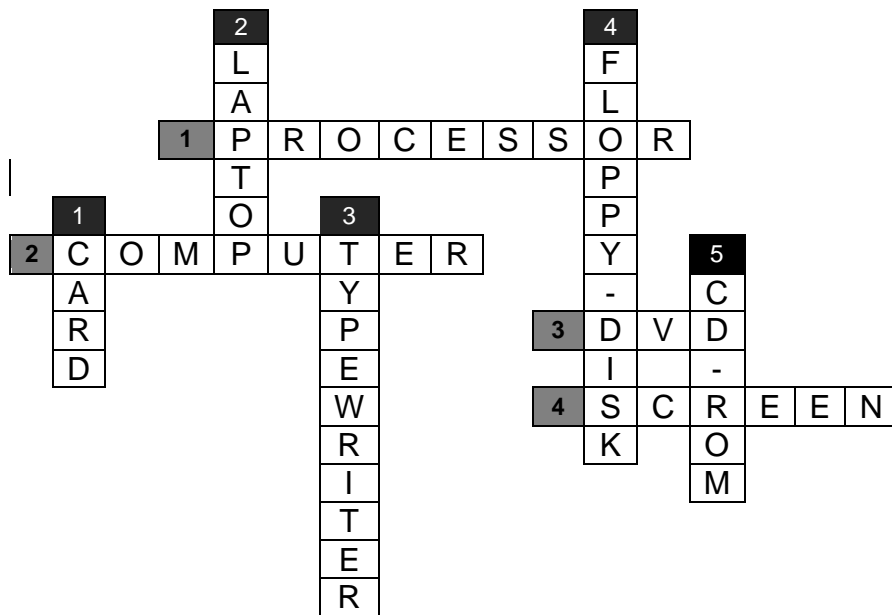 2 4
L F
A L
1 P R O C E S S O R
T P
1 O 3 P
2 C O M P U T E R Y 5
A Y - C
R P 3 D V D
D E I -
W 4 S C R E E N
R K O
I M
T
E
R